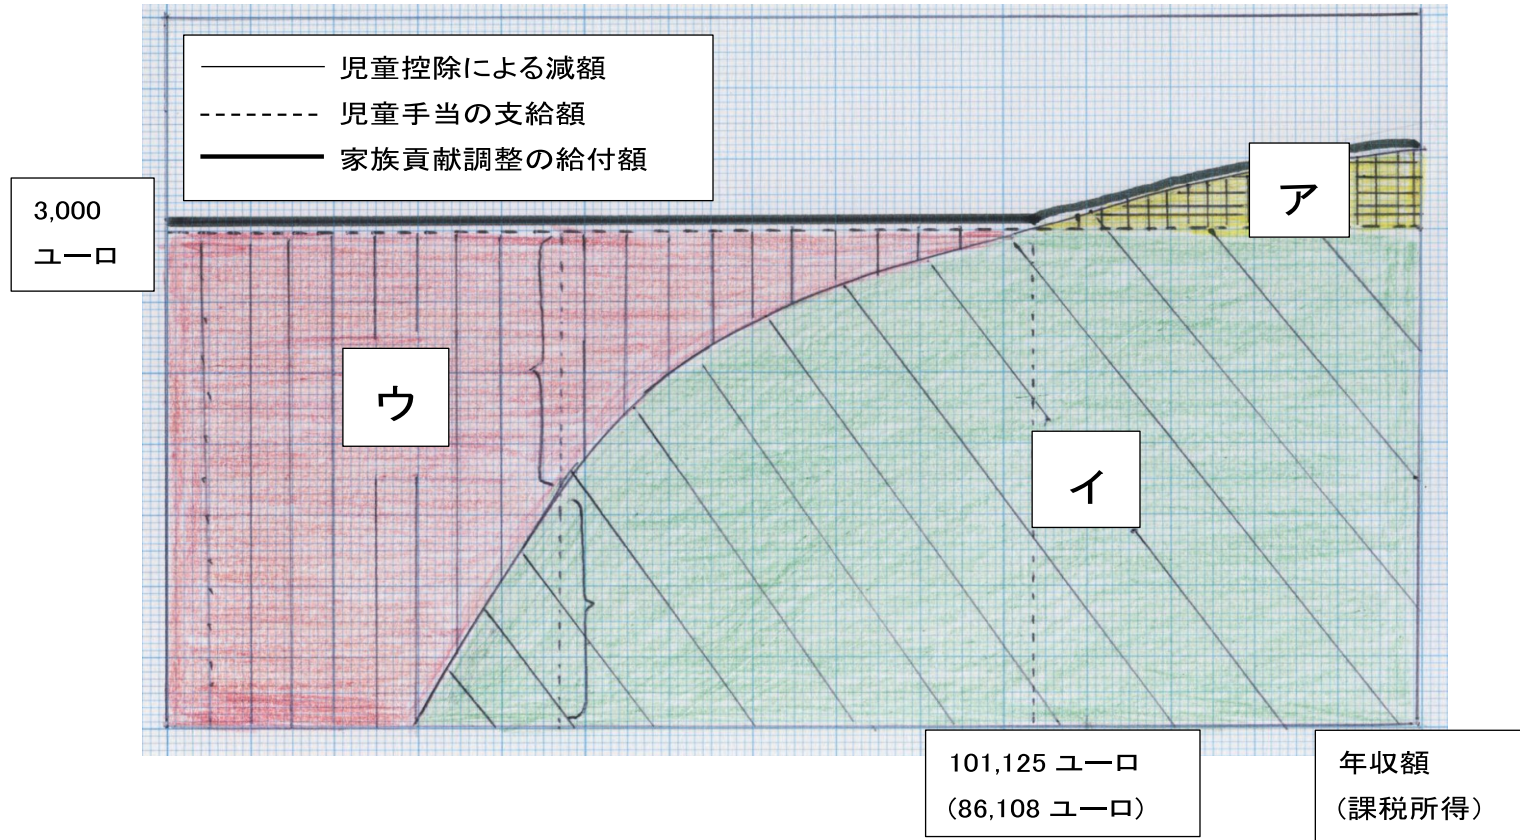 児童控除による減額
児童手当の支給額
家族貢献調整の給付額
3,000
ユーロ
ア
ウ
イ
101,125 ユーロ
(86,108 ユーロ)
年収額
(課税所得)